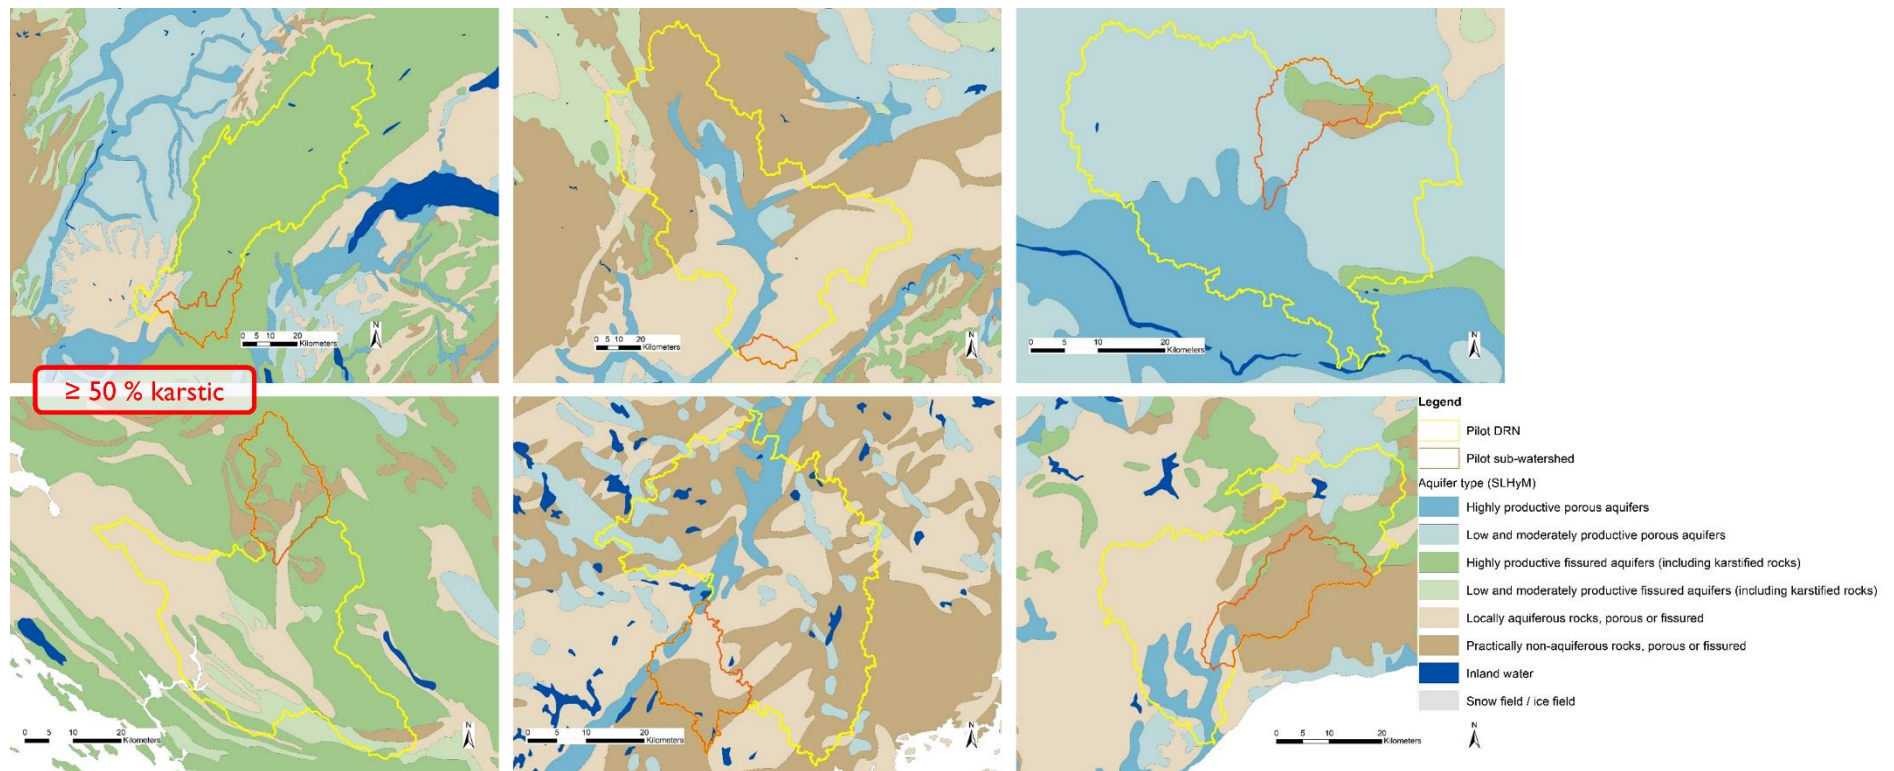 N
0 5 10 20
Kilometers
N
0 5 10 20
Kilometers
N
0 5 10 20
Kilometers
≥ 50 % karstic
N
0 5 10 20
Kilometers
N
0 5 10 20
Kilometers
N
0 5 10 20
Kilometers
Legend
Pilot DRN
Pilot sub-watershed
Aquifer type (SLHyM)
Highly productive porous aquifers
Low and moderately productive porous aquifers
Highly productive fissured aquifers (including karstified rocks)
Low and moderately productive fissured aquifers (including karstified rocks)
Locally aquiferous rocks, porous or fissured
Practically non-aquiferous rocks, porous or fissured
Inland water
Snow field / ice field